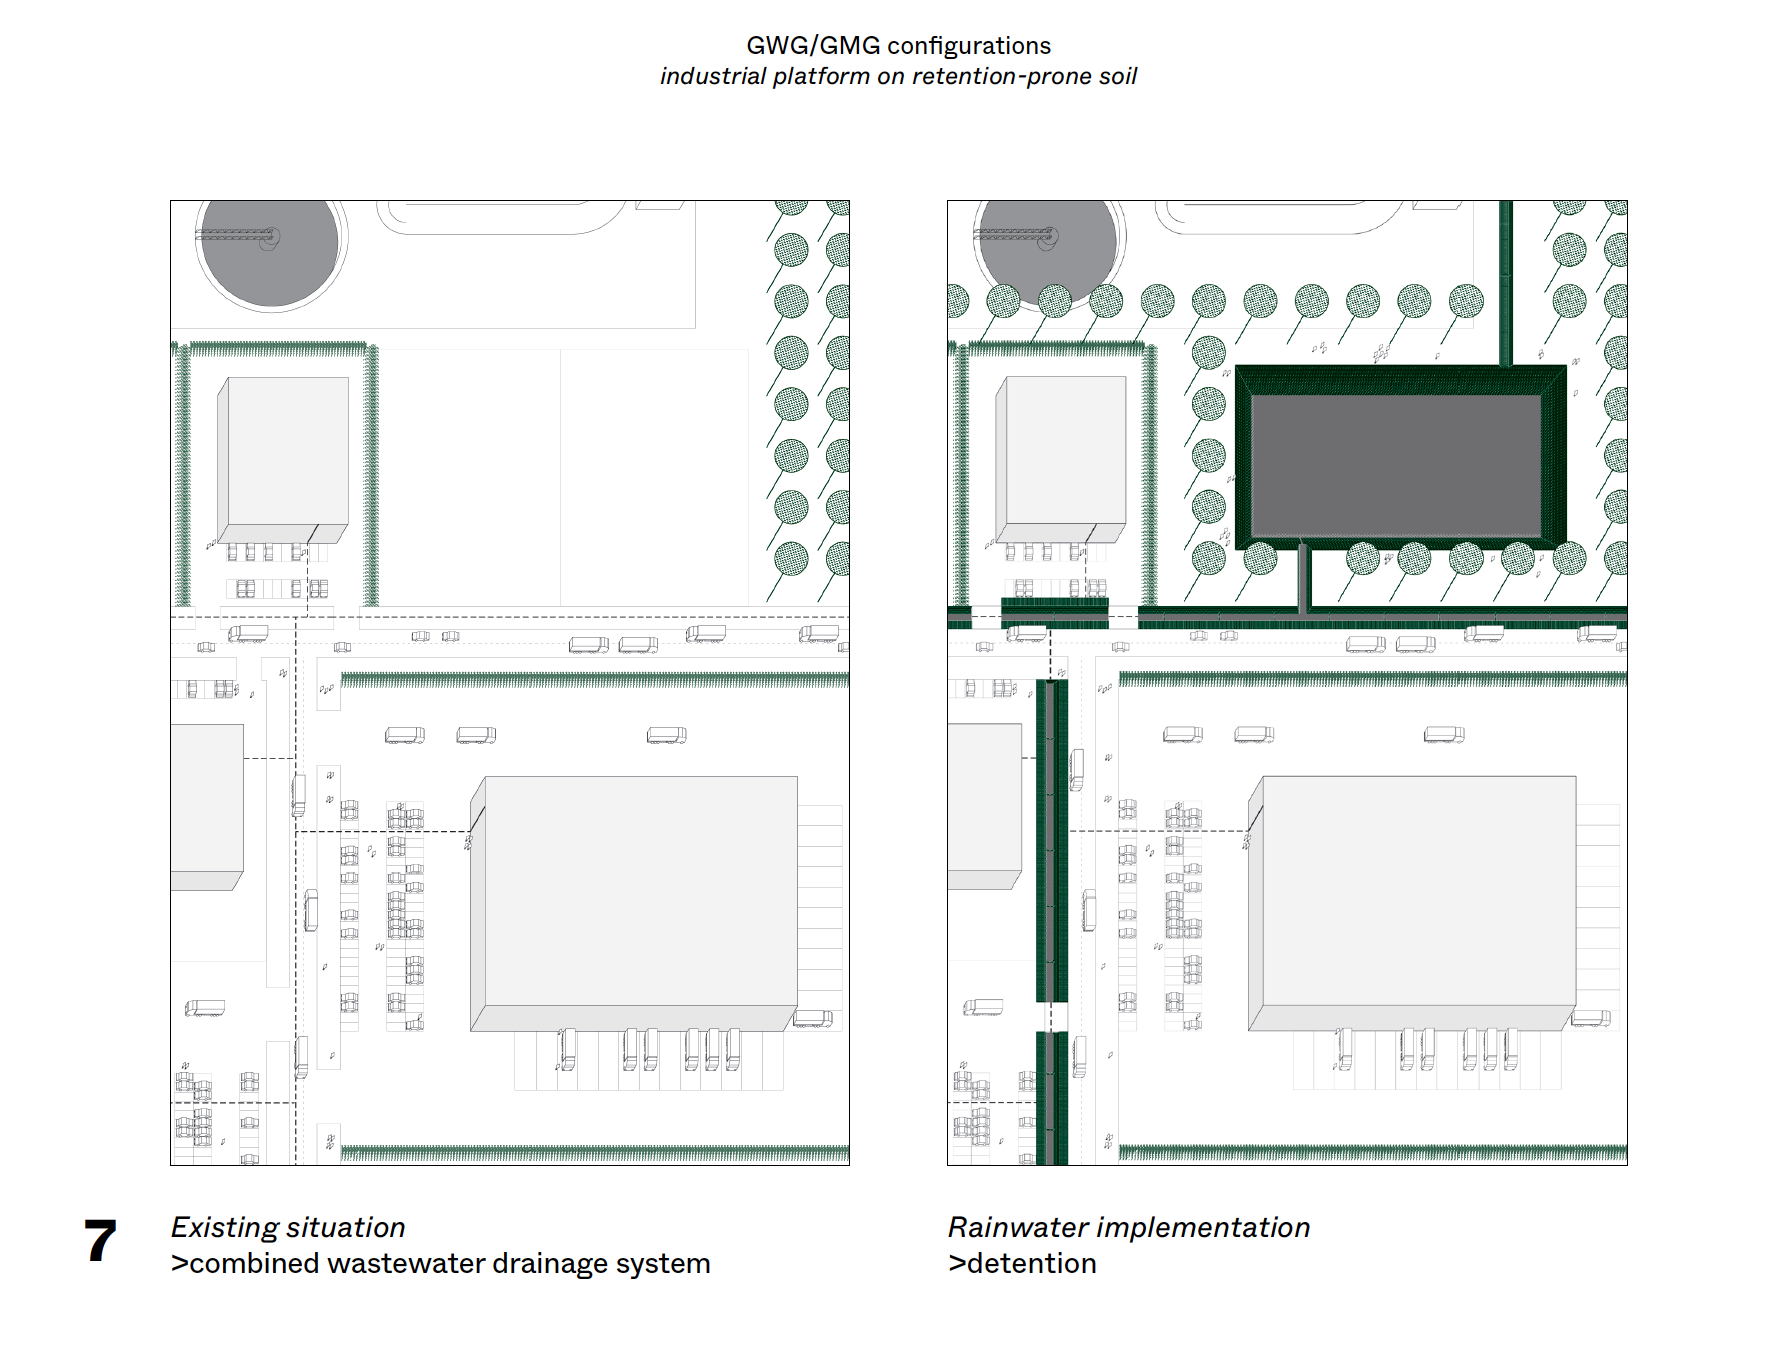 GWG/GMG configurations
industrial platform on retention-prone soil
7
Existing situation
>combined wastewater drainage system
Rainwater implementation
>detention